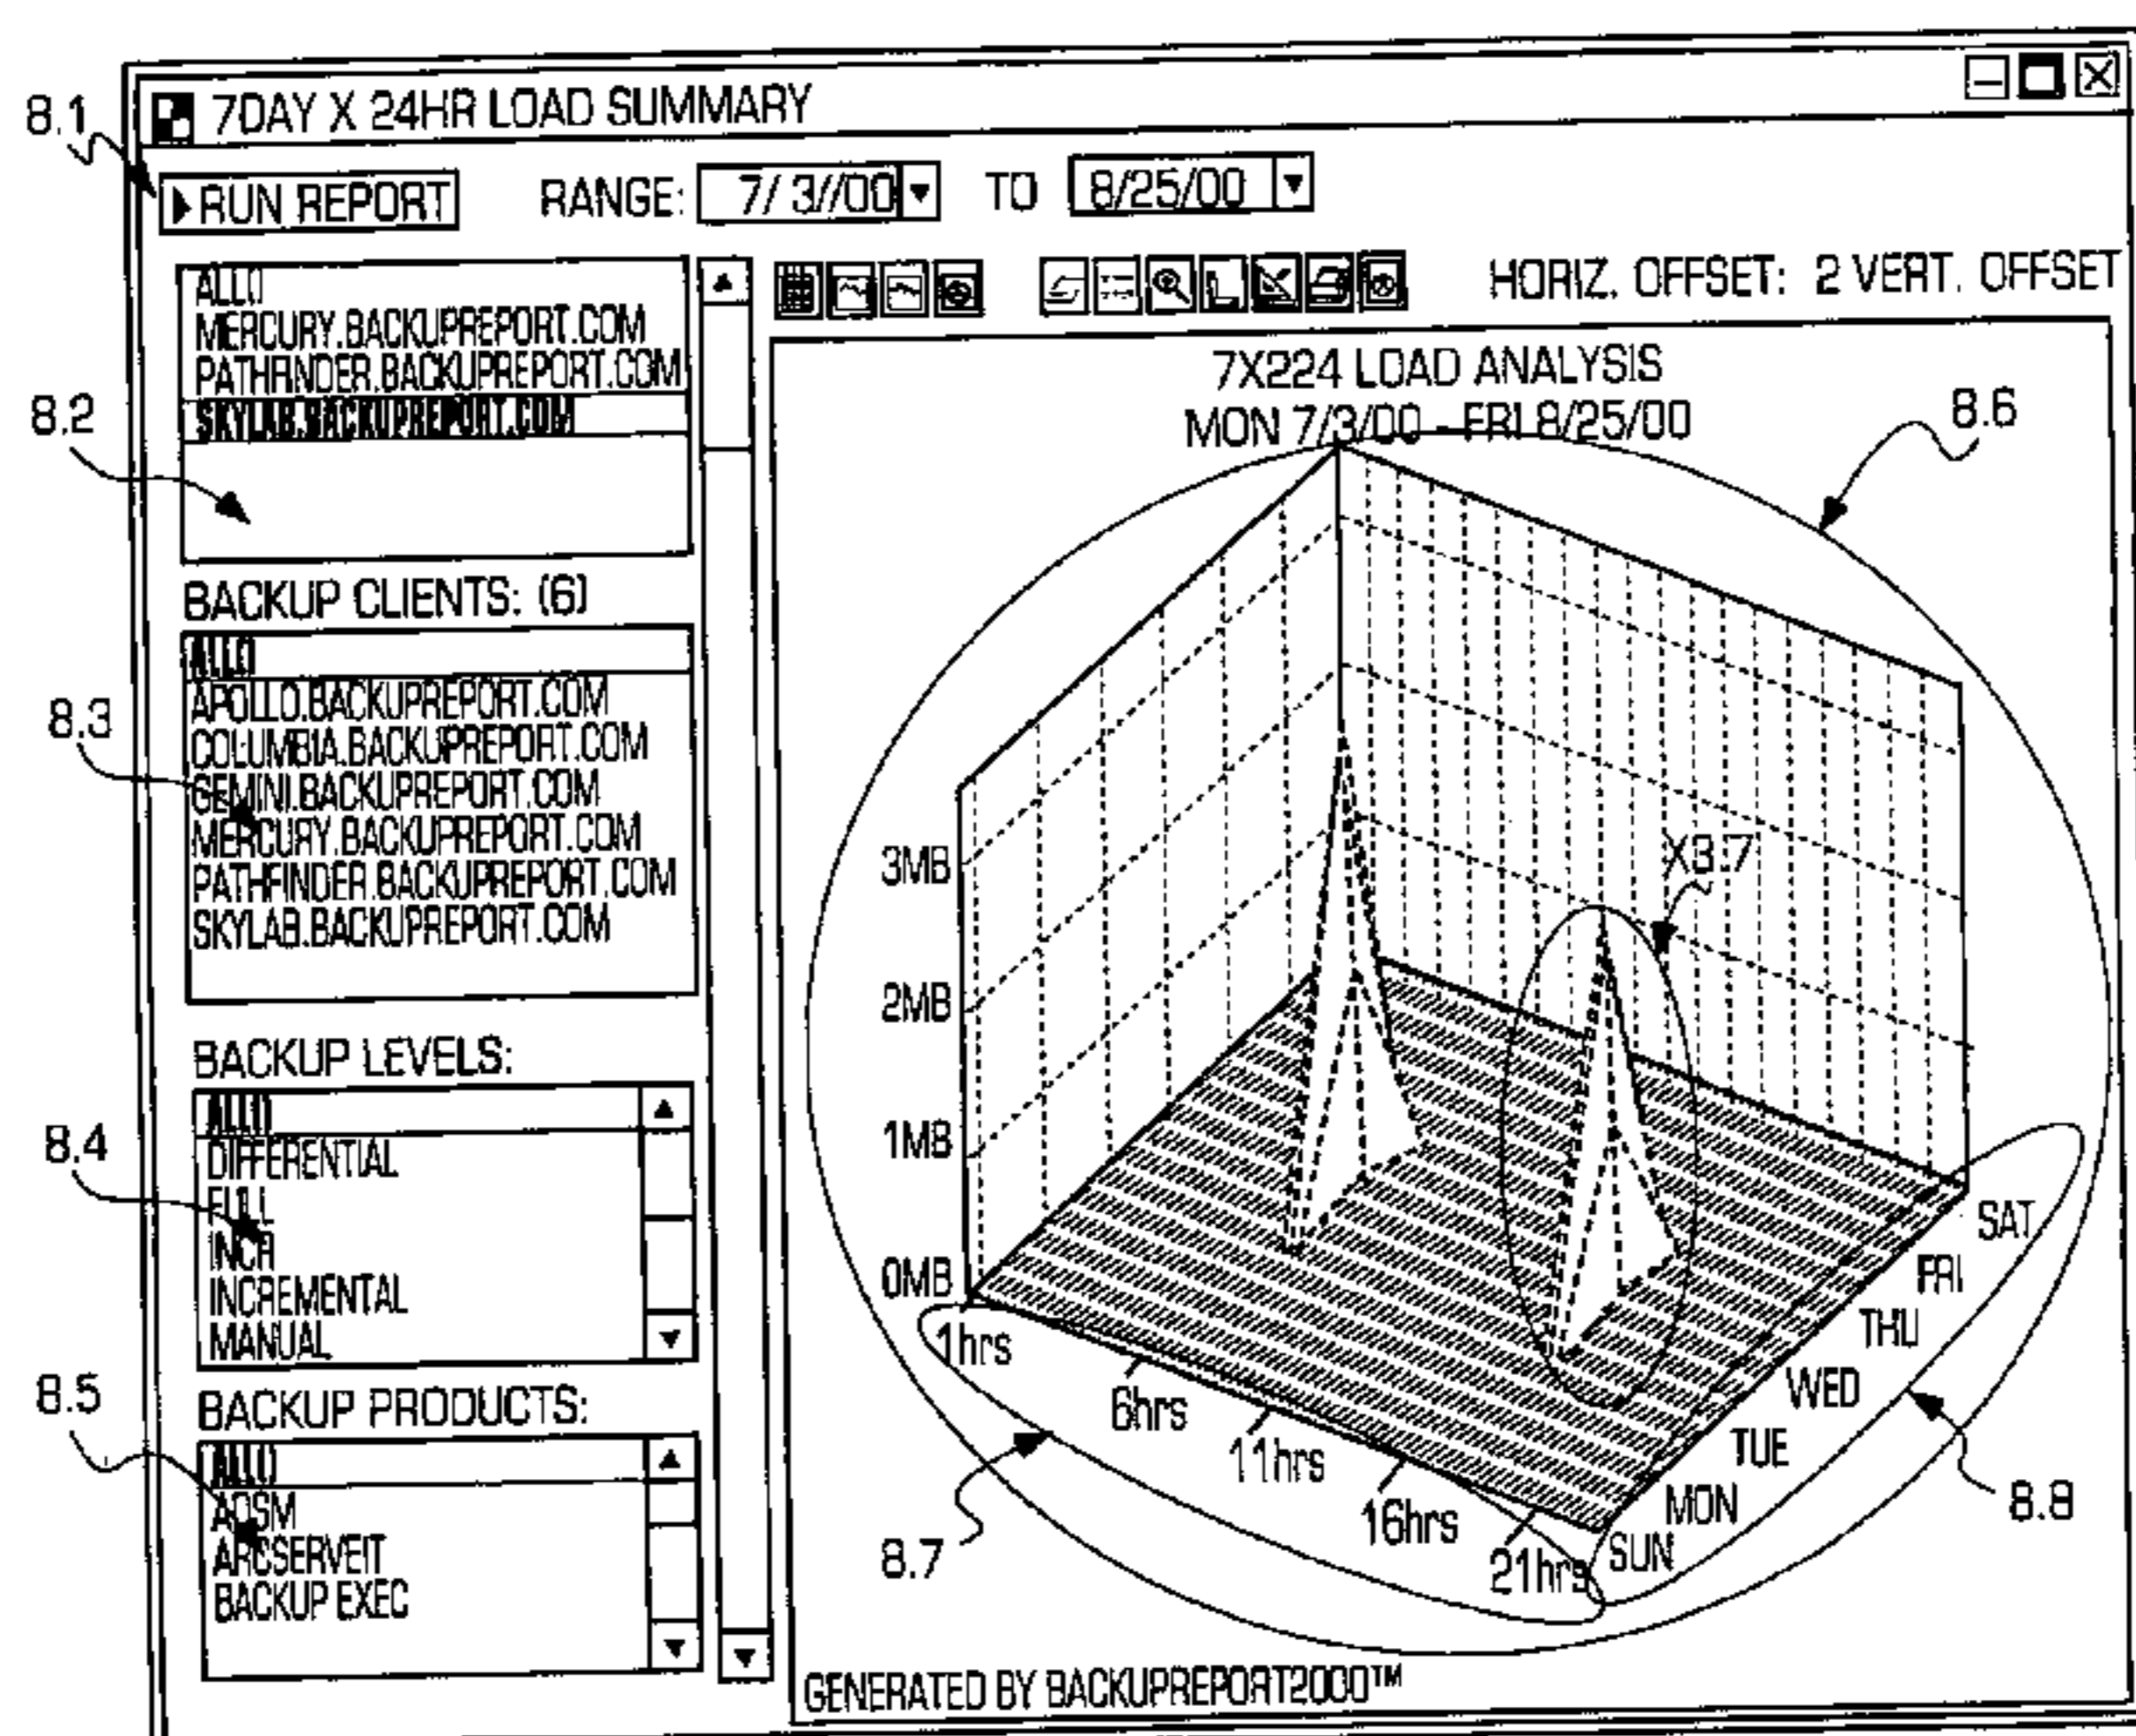 7DAY X 24HR LOAD SUMMARY
8.1
RUN REPORT RANGE: 7/ 3//00 TO 8/25/00
HORIZ. OFFSET: 2 VERT. OFFSET
MERCURY.BACKUPREPORT.COM
PATHFINDER.BACKUPREPORT.COM
SKYLAB.BACKUPREPORT.COM
8.2
BACKUP CLIENTS: (6)
APOLLO.BACKUPREPORT.COM
COLUMBIA.BACKUPREPORT.COM
GEMINI.BACKUPREPORT.COM
MERCURY.BACKUPREPORT.COM
PATHFINDER.BACKUPREPORT.COM
SKYLAB.BACKUPREPORT.COM
8.3
BACKUP LEVELS:
DIFFERENTIAL
FULL
INCR
INCREMENTAL
MANUAL
8.4
BACKUP PRODUCTS:
ADSM
ARCSERVEIT
BACKUP EXEC
8.5
7X224 LOAD ANALYSIS
MON 7/3/00 - FRI 8/25/00
8.6
X3.7
3MB
2MB
1MB
0MB
1hrs
6hrs
11hrs
16hrs
21hrs
SUN
MON
TUE
WED
THU
FRI
SAT
8.7
8.8
GENERATED BY BACKUPREPORT2000™